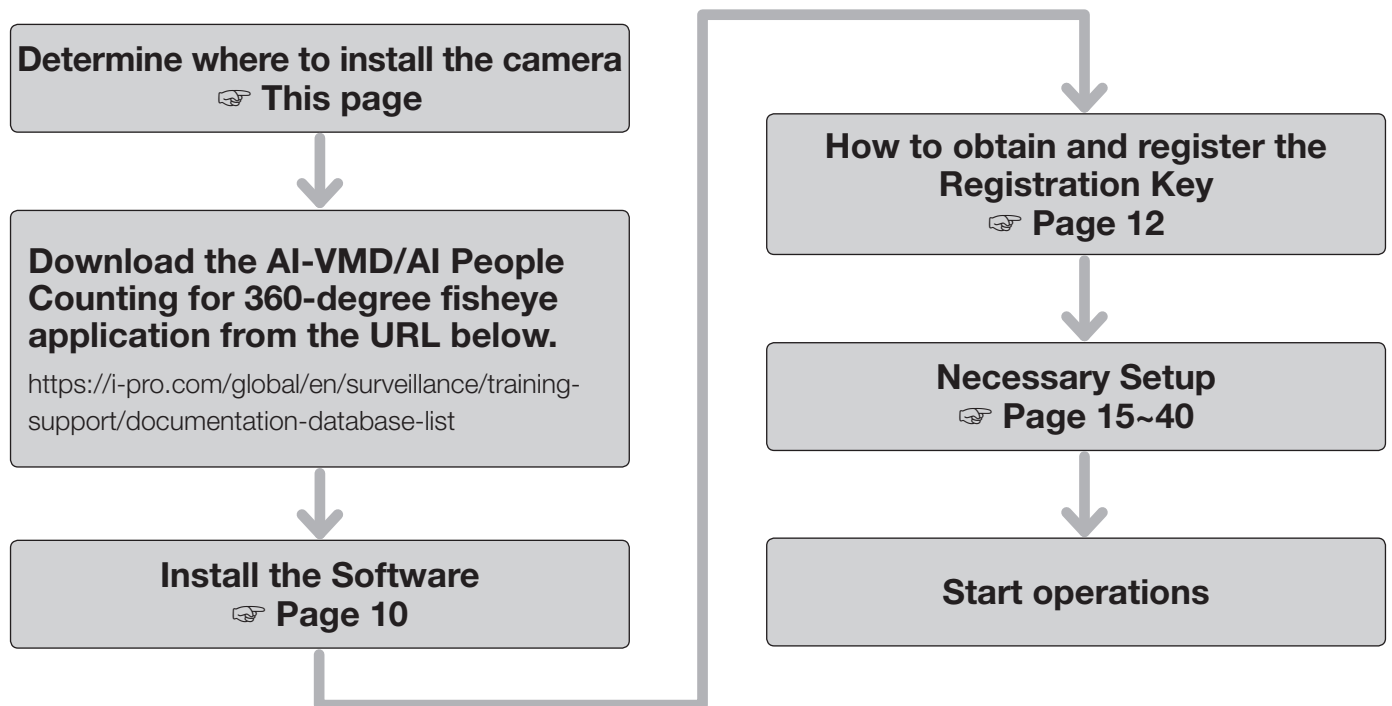 Determine where to install the camera
☞ This page
Download the AI-VMD/AI People
Counting for 360-degree fisheye
application from the URL below.
https://i-pro.com/global/en/surveillance/training-
support/documentation-database-list
Install the Software
☞ Page 10
How to obtain and register the
Registration Key
☞ Page 12
Necessary Setup
☞ Page 15~40
Start operations